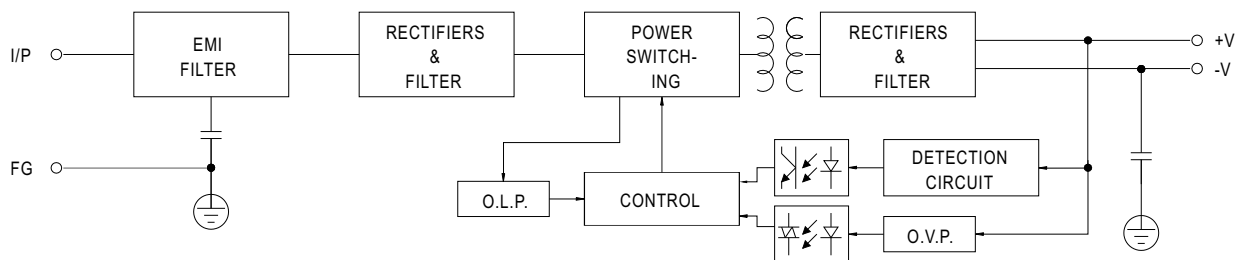 I/P
EMI
FILTER
RECTIFIERS
&
FILTER
POWER
SWITCH-
ING
RECTIFIERS
&
FILTER
+V
-V
FG
O.L.P.
CONTROL
DETECTION
CIRCUIT
O.V.P.